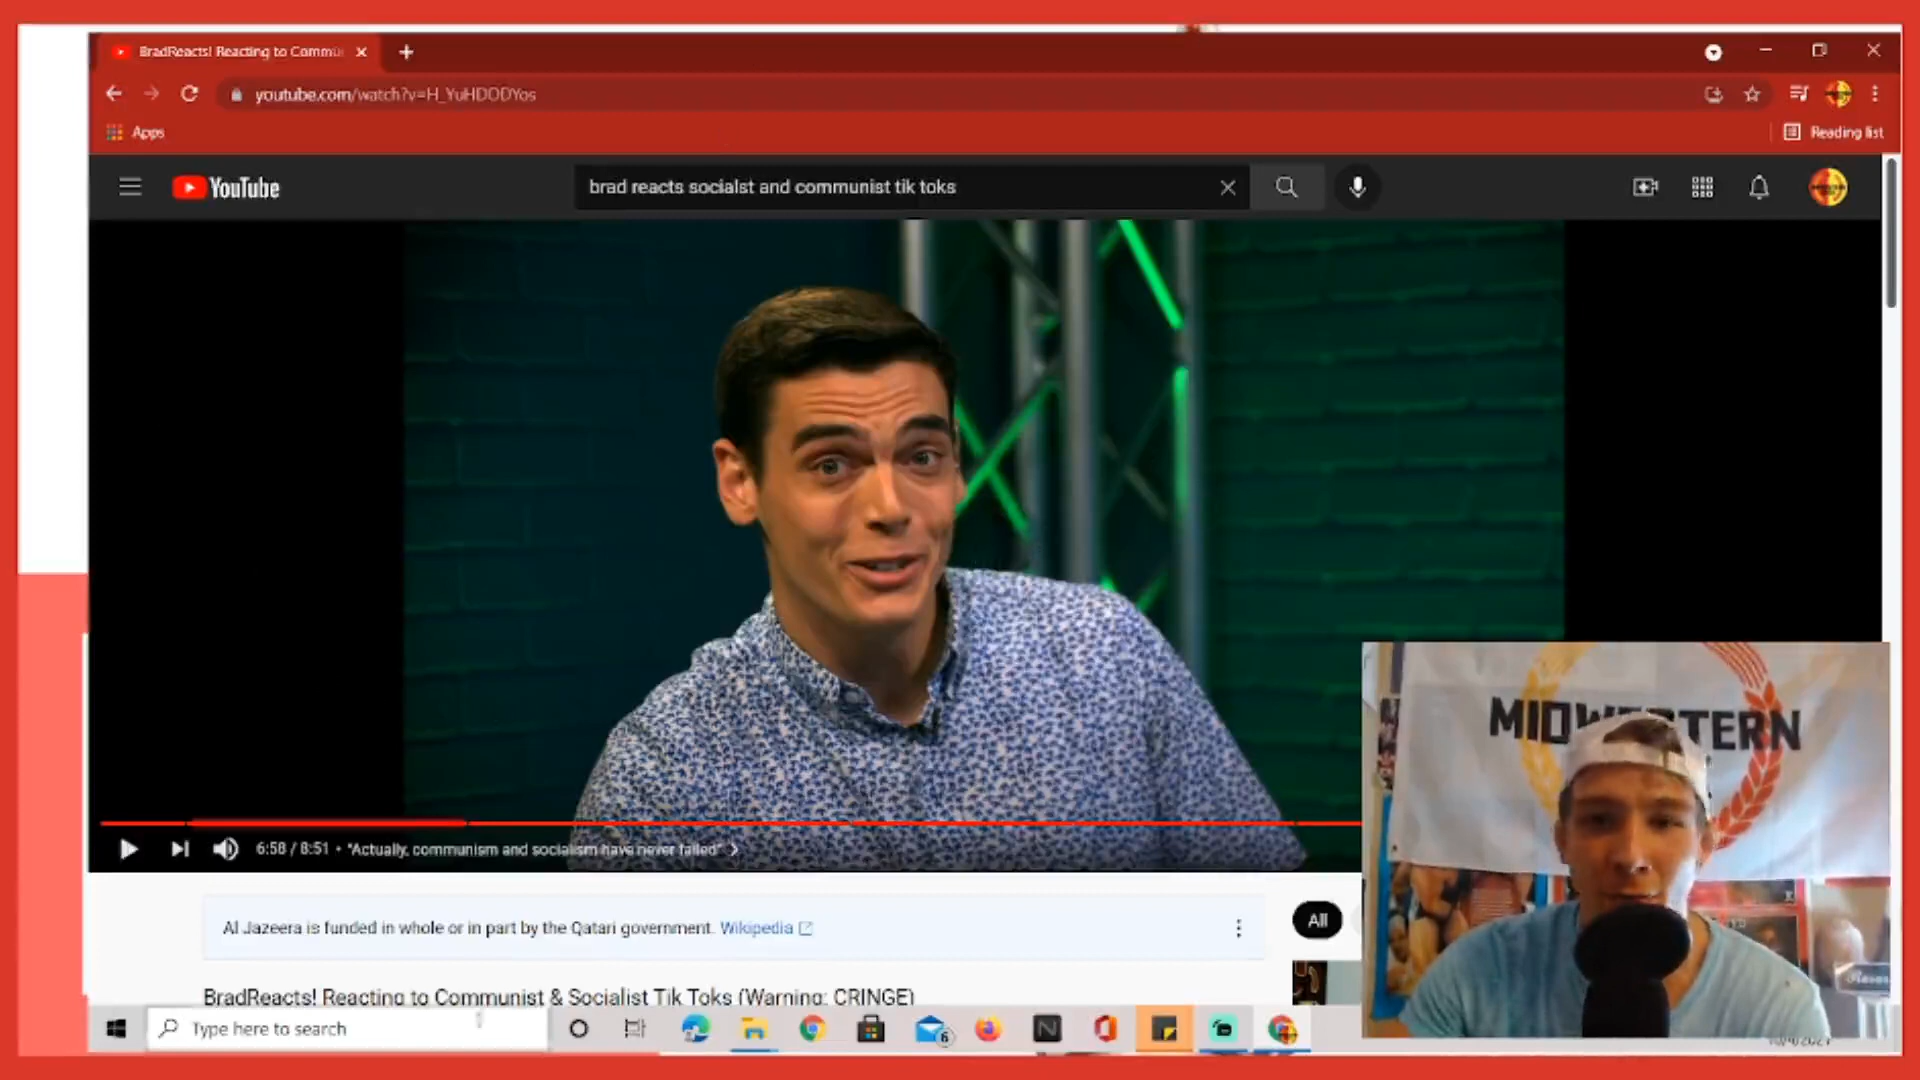 BradReacts! Reacting to Commu
youtube.com/watch?v=H_YuHDODYos
Apps
Reading list
YouTube
brad reacts socialst and communist tik toks
6:58 / 8:51 • "Actually, communism and socialism have never failed" >
MIDWESTERN
Al Jazeera is funded in whole or in part by the Qatari government. Wikipedia
All
BradReacts! Reacting to Communist & Socialist Tik Toks (Warning: CRINGE)
Type here to search
6